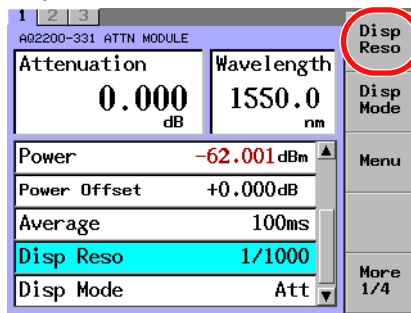 1 2 3
AQ2200-331 ATTN MODULE
Attenuation
0.000
dB
Wavelength
1550.0
nm
Power -62.001dBm
Power Offset +0.000dB
Average 100ms
Disp Reso 1/1000
Disp Mode Att
Disp
Reso
Disp
Mode
Menu
More
1/4